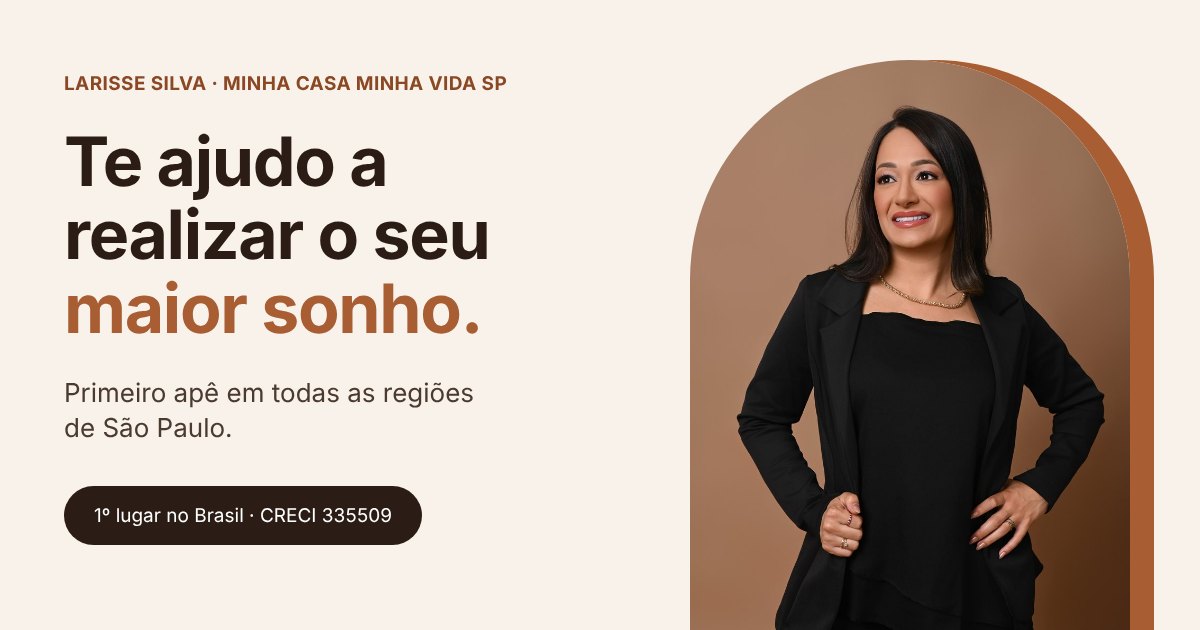 LARISSE SILVA · MINHA CASA MINHA VIDA SP
Te ajudo a
realizar o seu
maior sonho.
Primeiro apê em todas as regiões
de São Paulo.
1º lugar no Brasil · CRECI 335509